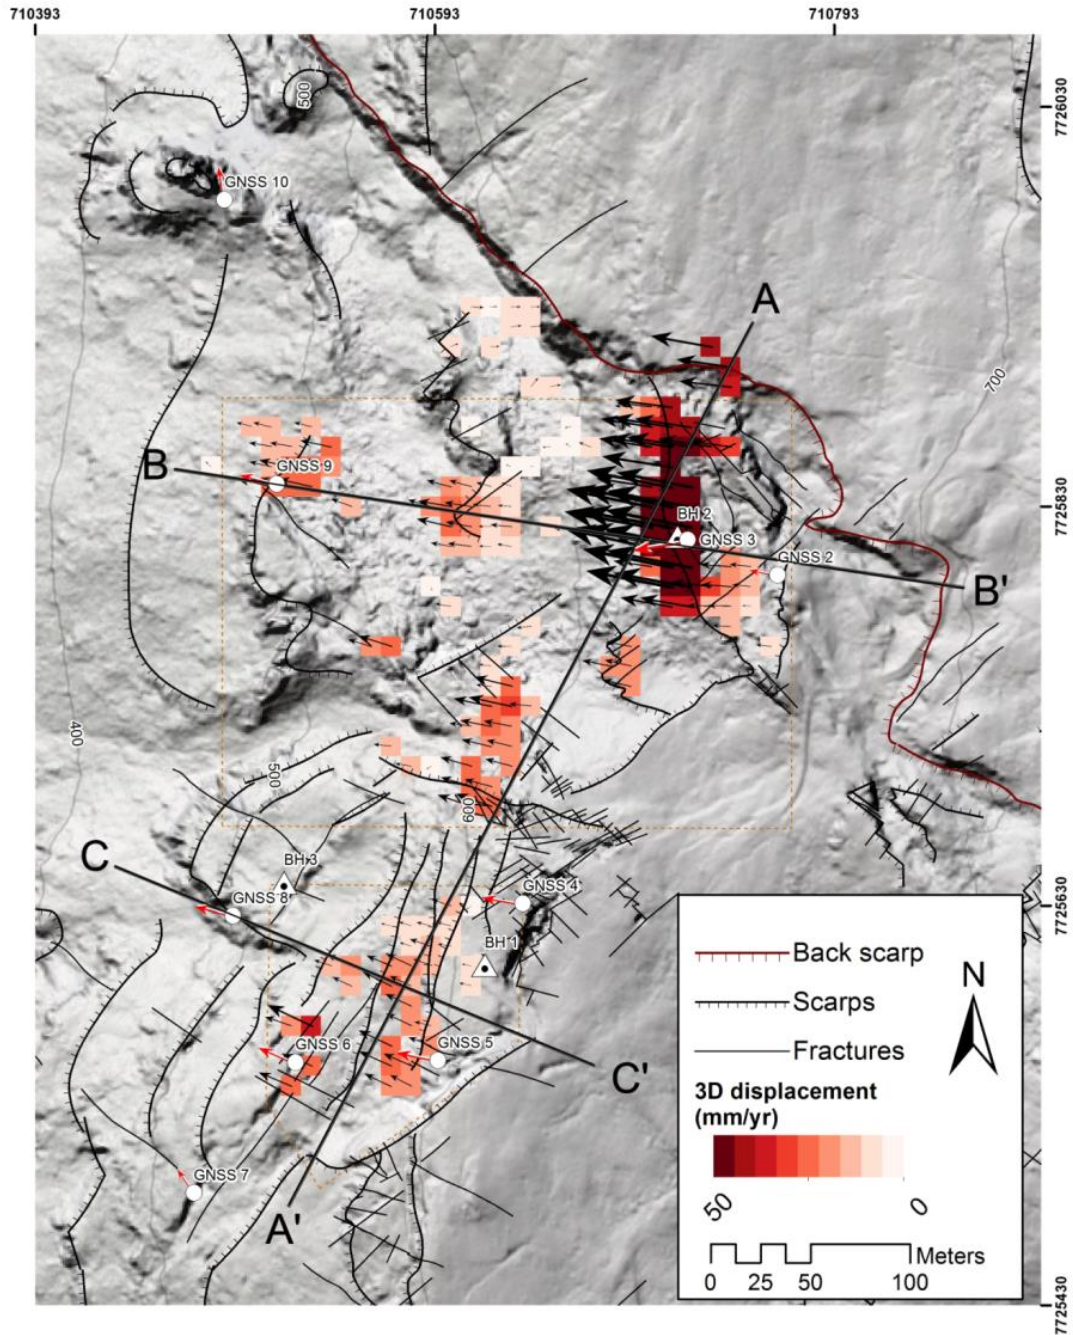 710393
710593
710793
7726030
500
GNSS 10
A
700
B
GNSS 9
7725830
BH 2
GNSS 3
GNSS 2
B'
400
500
600
C
BH 3
GNSS 8
GNSS 4
7725630
BH 1
GNSS 6
GNSS 5
C'
GNSS 7
A'
Back scarp
Scarps
Fractures
N
3D displacement
(mm/yr)
50
0
Meters
0 25 50 100
7725430